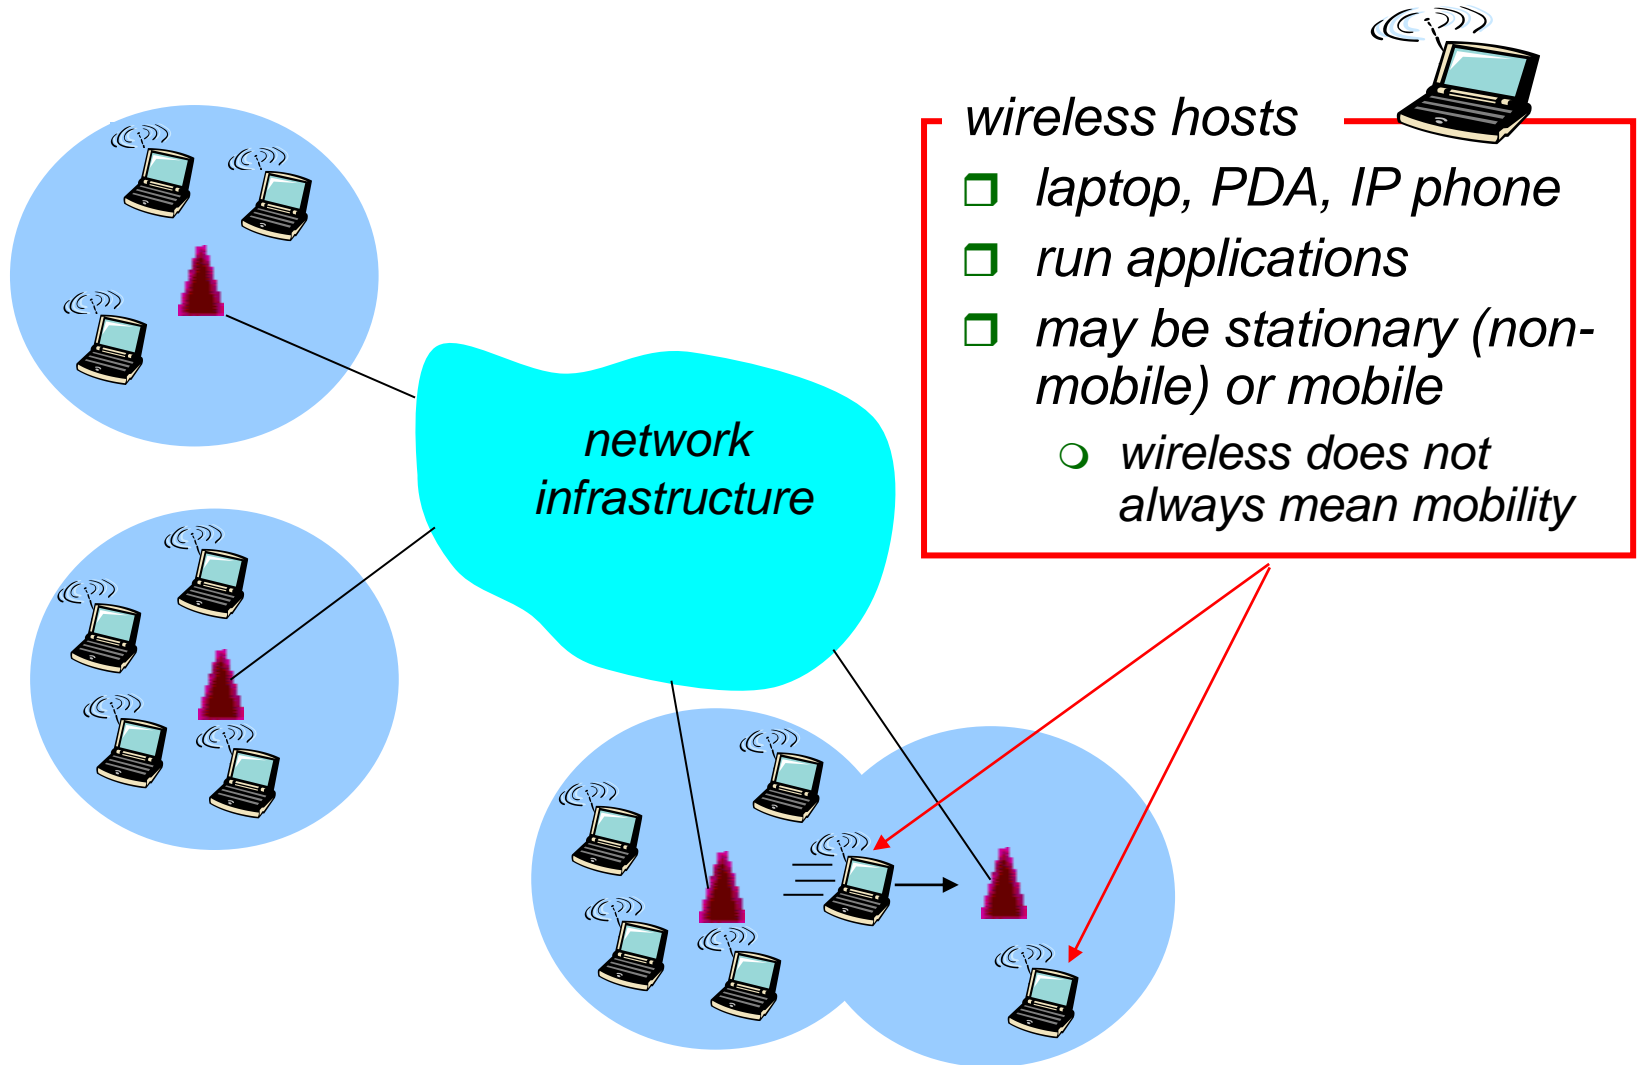 wireless hosts
laptop, PDA, IP phone
run applications
may be stationary (non-
mobile) or mobile
wireless does not
always mean mobility
network
infrastructure